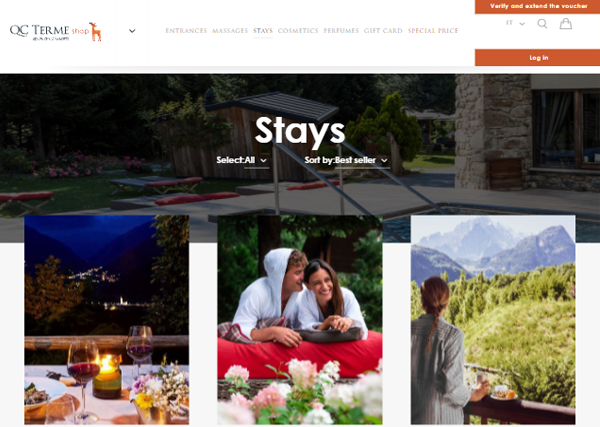 Verify and extend the voucher
QC TERME shop
IT
ENTRANCES MASSAGES STAYS COSMETICS PERFUMES GIFT CARD SPECIAL PRICE
Log in
Stays
Select: All
Sort by: Best seller